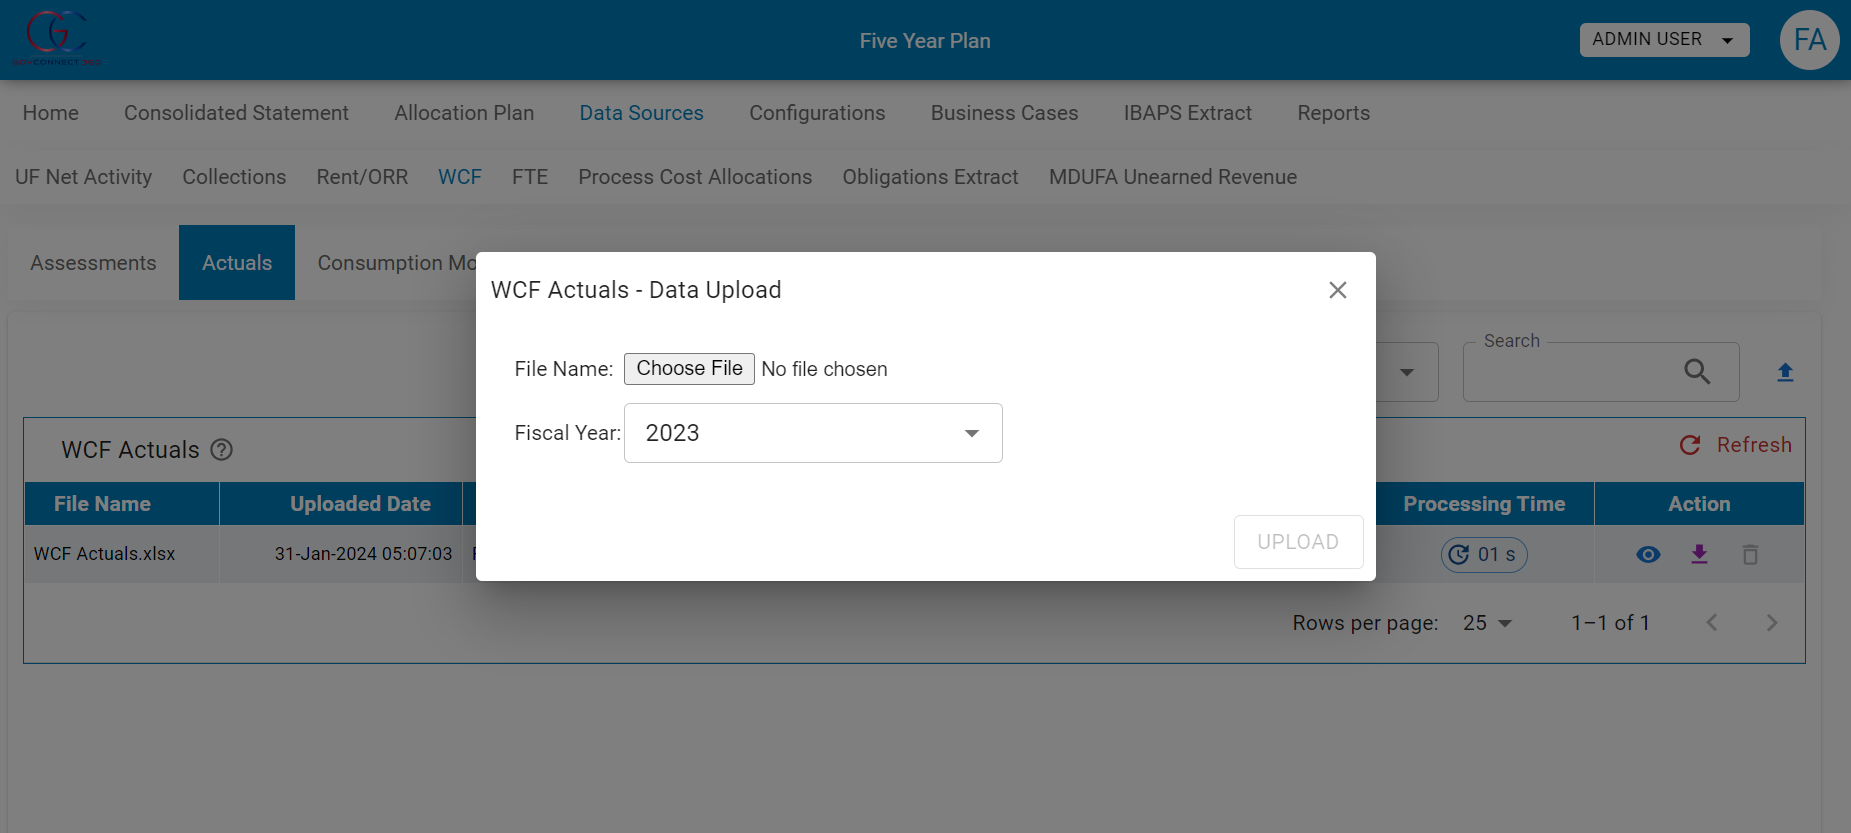 GOVCONNECT.PRO
Five Year Plan
ADMIN USER
FA
Home Consolidated Statement Allocation Plan Data Sources Configurations Business Cases IBAPS Extract Reports
UF Net Activity Collections Rent/ORR WCF FTE Process Cost Allocations Obligations Extract MDUFA Unearned Revenue
Assessments Actuals Consumption Mo
WCF Actuals - Data Upload
Search
File Name: Choose File No file chosen
Fiscal Year: 2023
WCF Actuals ? Refresh
File Name Uploaded Date Processing Time Action
UPLOAD
WCF Actuals.xlsx 31-Jan-2024 05:07:03 01 s
Rows per page: 25 1–1 of 1